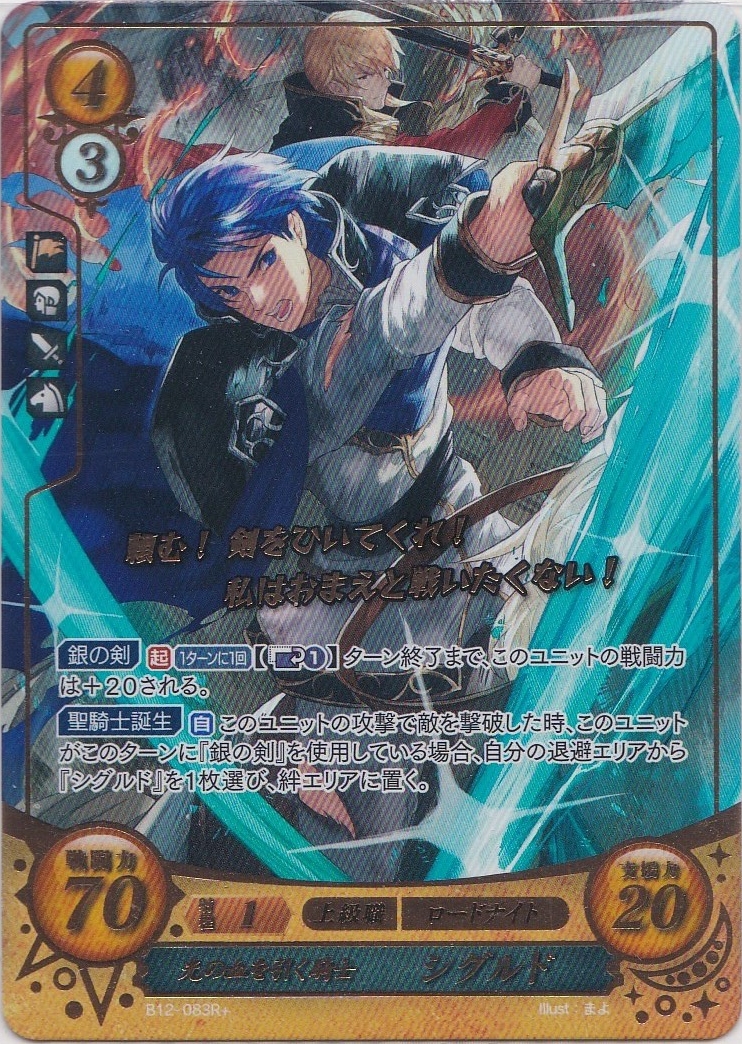 4
3
頼む！ 剣をひいてくれ！
私はおまえと戦いたくない！
銀の剣 起 1ターンに1回 【 1】ターン終了まで、このユニットの戦闘力
は＋20される。
聖騎士誕生 自 このユニットの攻撃で敵を撃破した時、このユニット
がこのターンに『銀の剣』を使用している場合、自分の退避エリアから
『シグルド』を1枚選び、絆エリアに置く。
戦闘力
70
射程 1 上級職 ロードナイト
支援力
20
光の血を引く騎士 シグルド
B12-083R+ Illust：まよ